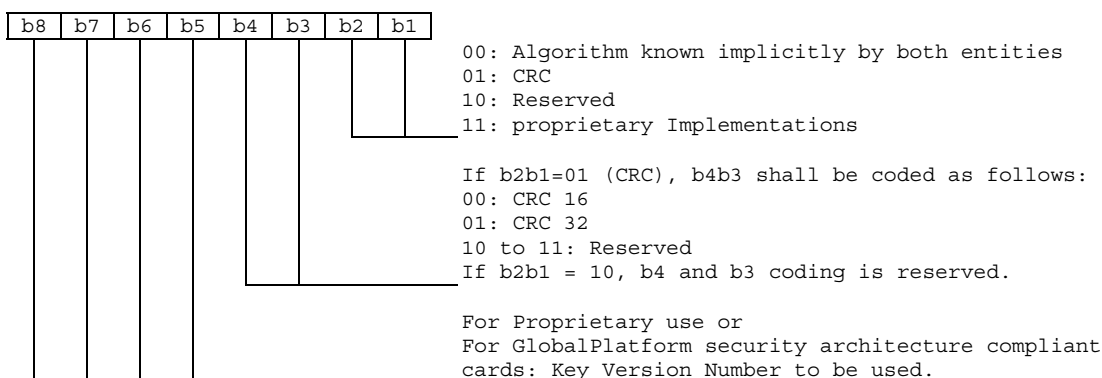 b8 b7 b6 b5 b4 b3 b2 b1
00: Algorithm known implicitly by both entities
01: CRC
10: Reserved
11: proprietary Implementations
If b2b1=01 (CRC), b4b3 shall be coded as follows:
00: CRC 16
01: CRC 32
10 to 11: Reserved
If b2b1 = 10, b4 and b3 coding is reserved.
For Proprietary use or
For GlobalPlatform security architecture compliant
cards: Key Version Number to be used.